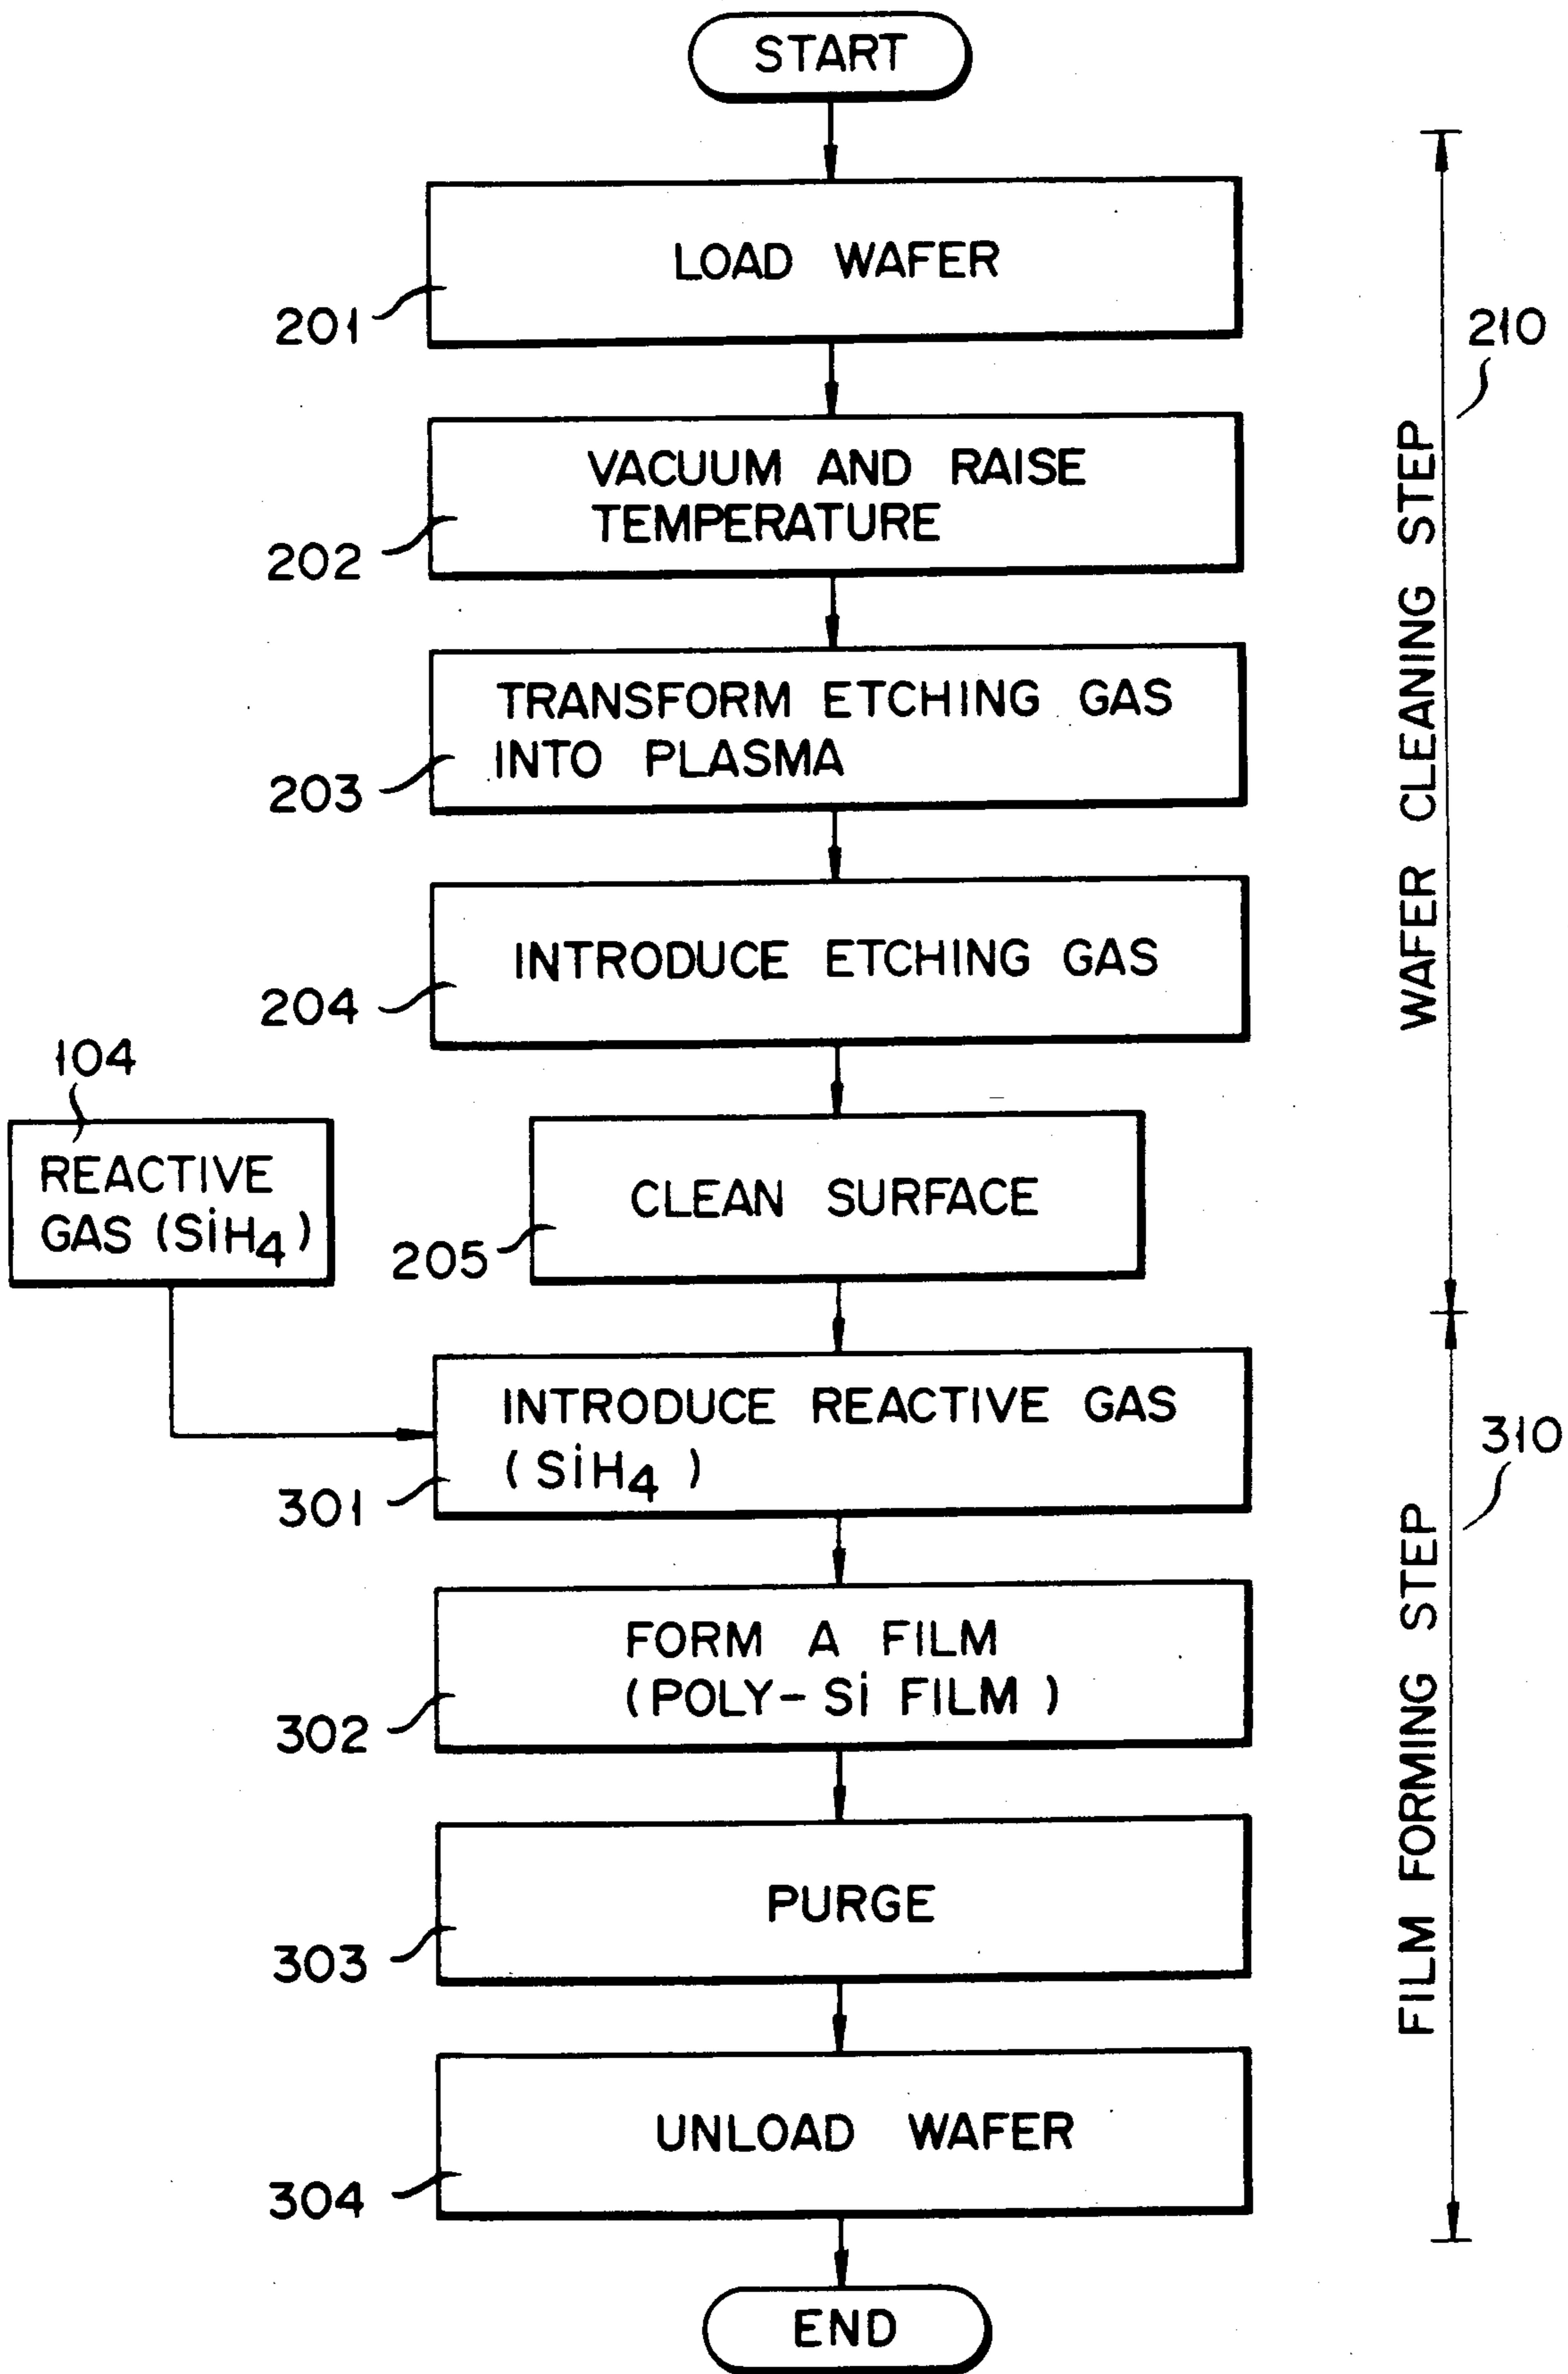 START
LOAD WAFER
201
VACUUM AND RAISE
TEMPERATURE
202
TRANSFORM ETCHING GAS
INTO PLASMA
203
INTRODUCE ETCHING GAS
204
CLEAN SURFACE
205
104
REACTIVE
GAS (SiH4)
INTRODUCE REACTIVE GAS
(SiH4)
301
FORM A FILM
(POLY-Si FILM)
302
PURGE
303
UNLOAD WAFER
304
END
WAFER CLEANING STEP
210
FILM FORMING STEP
310